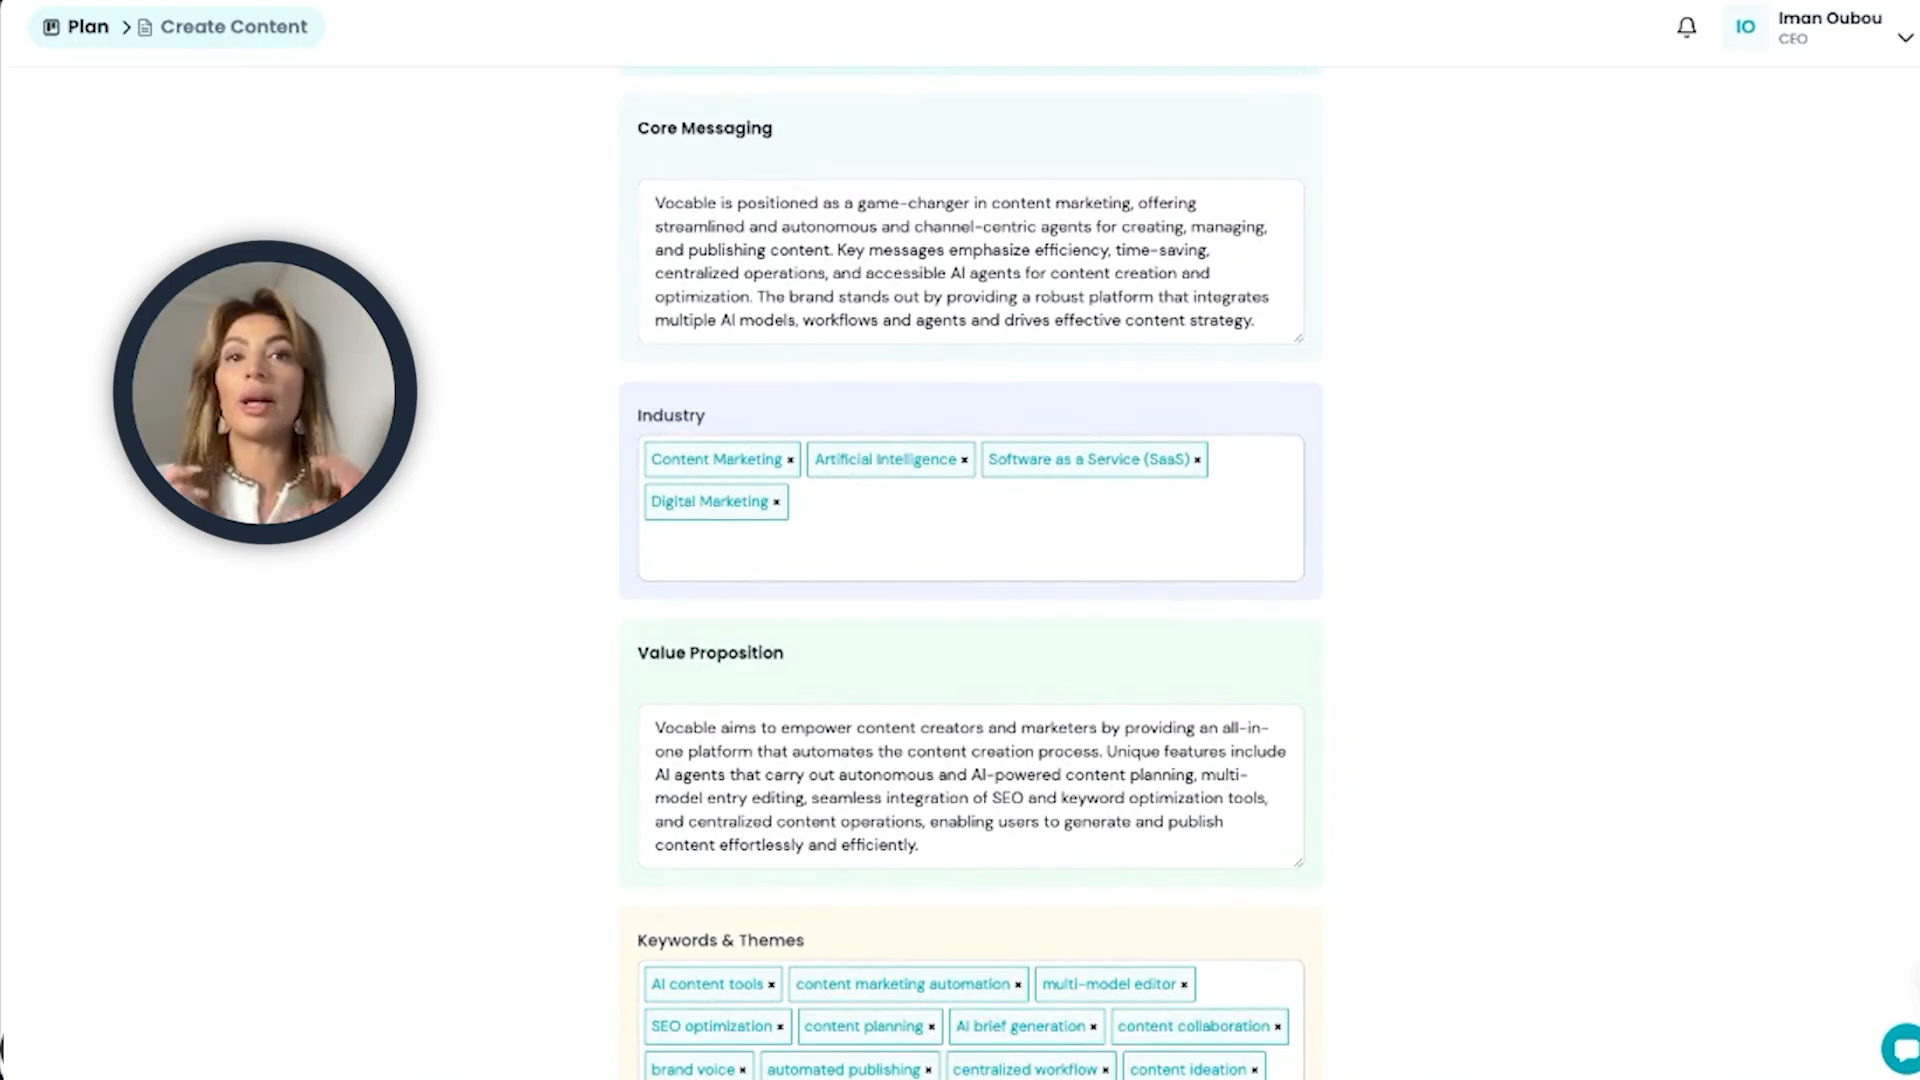 Plan
Create Content
IO
Iman Oubou
CEO
Core Messaging
Vocable is positioned as a game-changer in content marketing, offering
streamlined and autonomous and channel-centric agents for creating, managing,
and publishing content. Key messages emphasize efficiency, time-saving,
centralized operations, and accessible AI agents for content creation and
optimization. The brand stands out by providing a robust platform that integrates
multiple AI models, workflows and agents and drives effective content strategy.
Industry
Content Marketing × Artificial Intelligence × Software as a Service (SaaS) ×
Digital Marketing ×
Value Proposition
Vocable aims to empower content creators and marketers by providing an all-in-
one platform that automates the content creation process. Unique features include
AI agents that carry out autonomous and AI-powered content planning, multi-
model entry editing, seamless integration of SEO and keyword optimization tools,
and centralized content operations, enabling users to generate and publish
content effortlessly and efficiently.
Keywords & Themes
AI content tools × content marketing automation × multi-model editor ×
SEO optimization × content planning × AI brief generation × content collaboration ×
brand voice × automated publishing × centralized workflow × content ideation ×